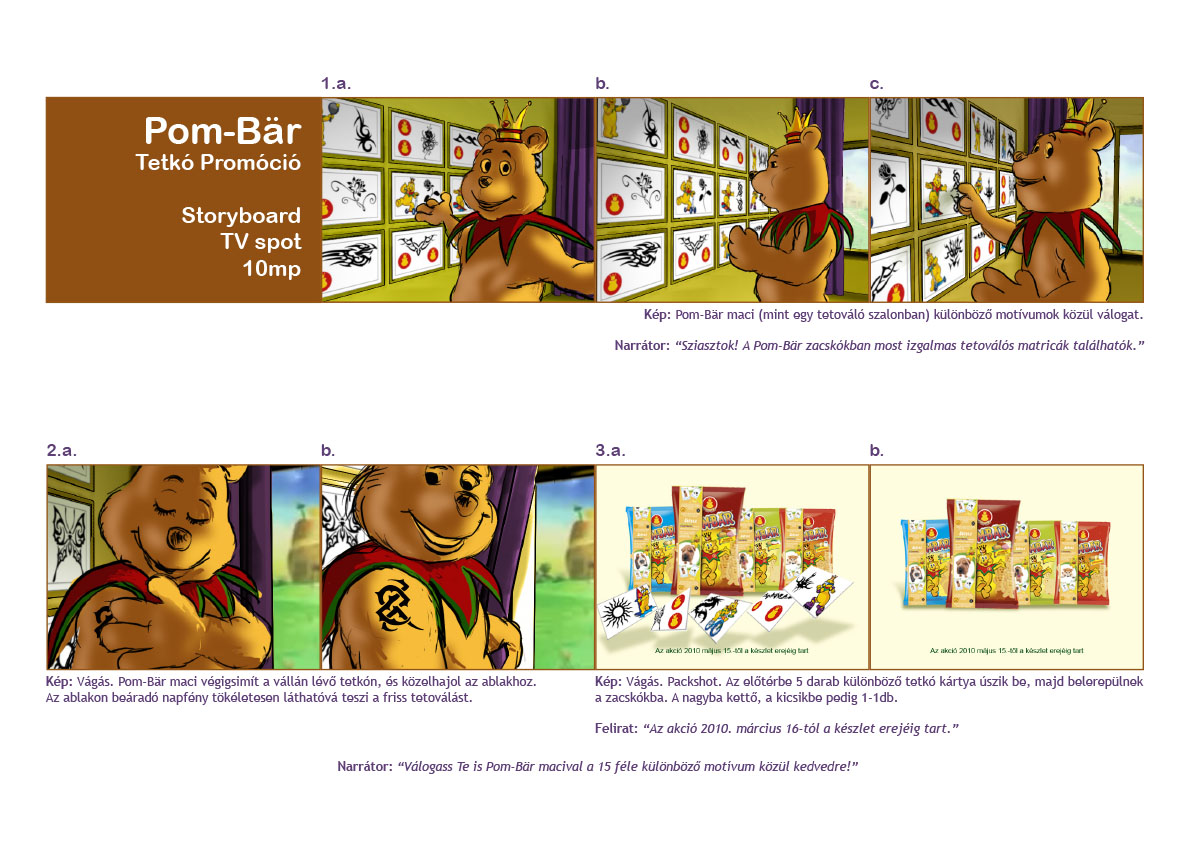 1.a.
b.
c.
Pom-Bär
Tetkó Promóció
Storyboard
TV spot
10mp
Kép: Pom-Bär maci (mint egy tetováló szalonban) különböző motívumok közül válogat.
Narrátor: “Sziasztok! A Pom-Bär zacskókban most izgalmas tetoválós matricák találhatók.”
2.a.
b.
3.a.
b.
Az akció 2010 május 15.-től a készlet erejéig tart
Az akció 2010 május 15.-től a készlet erejéig tart
Kép: Vágás. Pom-Bär maci végigsimít a vállán lévő tetkón, és közelhajol az ablakhoz.
Az ablakon beáradó napfény tökéletesen láthatóvá teszi a friss tetoválást.
Kép: Vágás. Packshot. Az előtérbe 5 darab különböző tetkó kártya úszik be, majd belerepülnek
a zacskókba. A nagyba kettő, a kicsikbe pedig 1-1db.
Felirat: “Az akció 2010. március 16-tól a készlet erejéig tart.”
Narrátor: “Válogass Te is Pom-Bär macival a 15 féle különböző motívum közül kedvedre!”